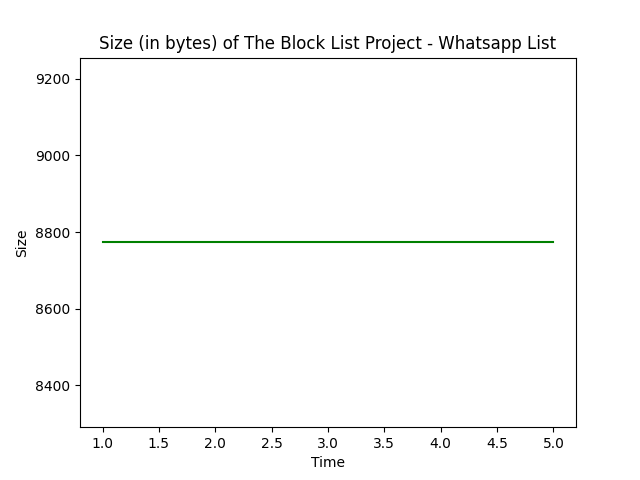 Size (in bytes) of The Block List Project - Whatsapp List
9200
9000
8800
8600
8400
Size
1.0 1.5 2.0 2.5 3.0 3.5 4.0 4.5 5.0
Time